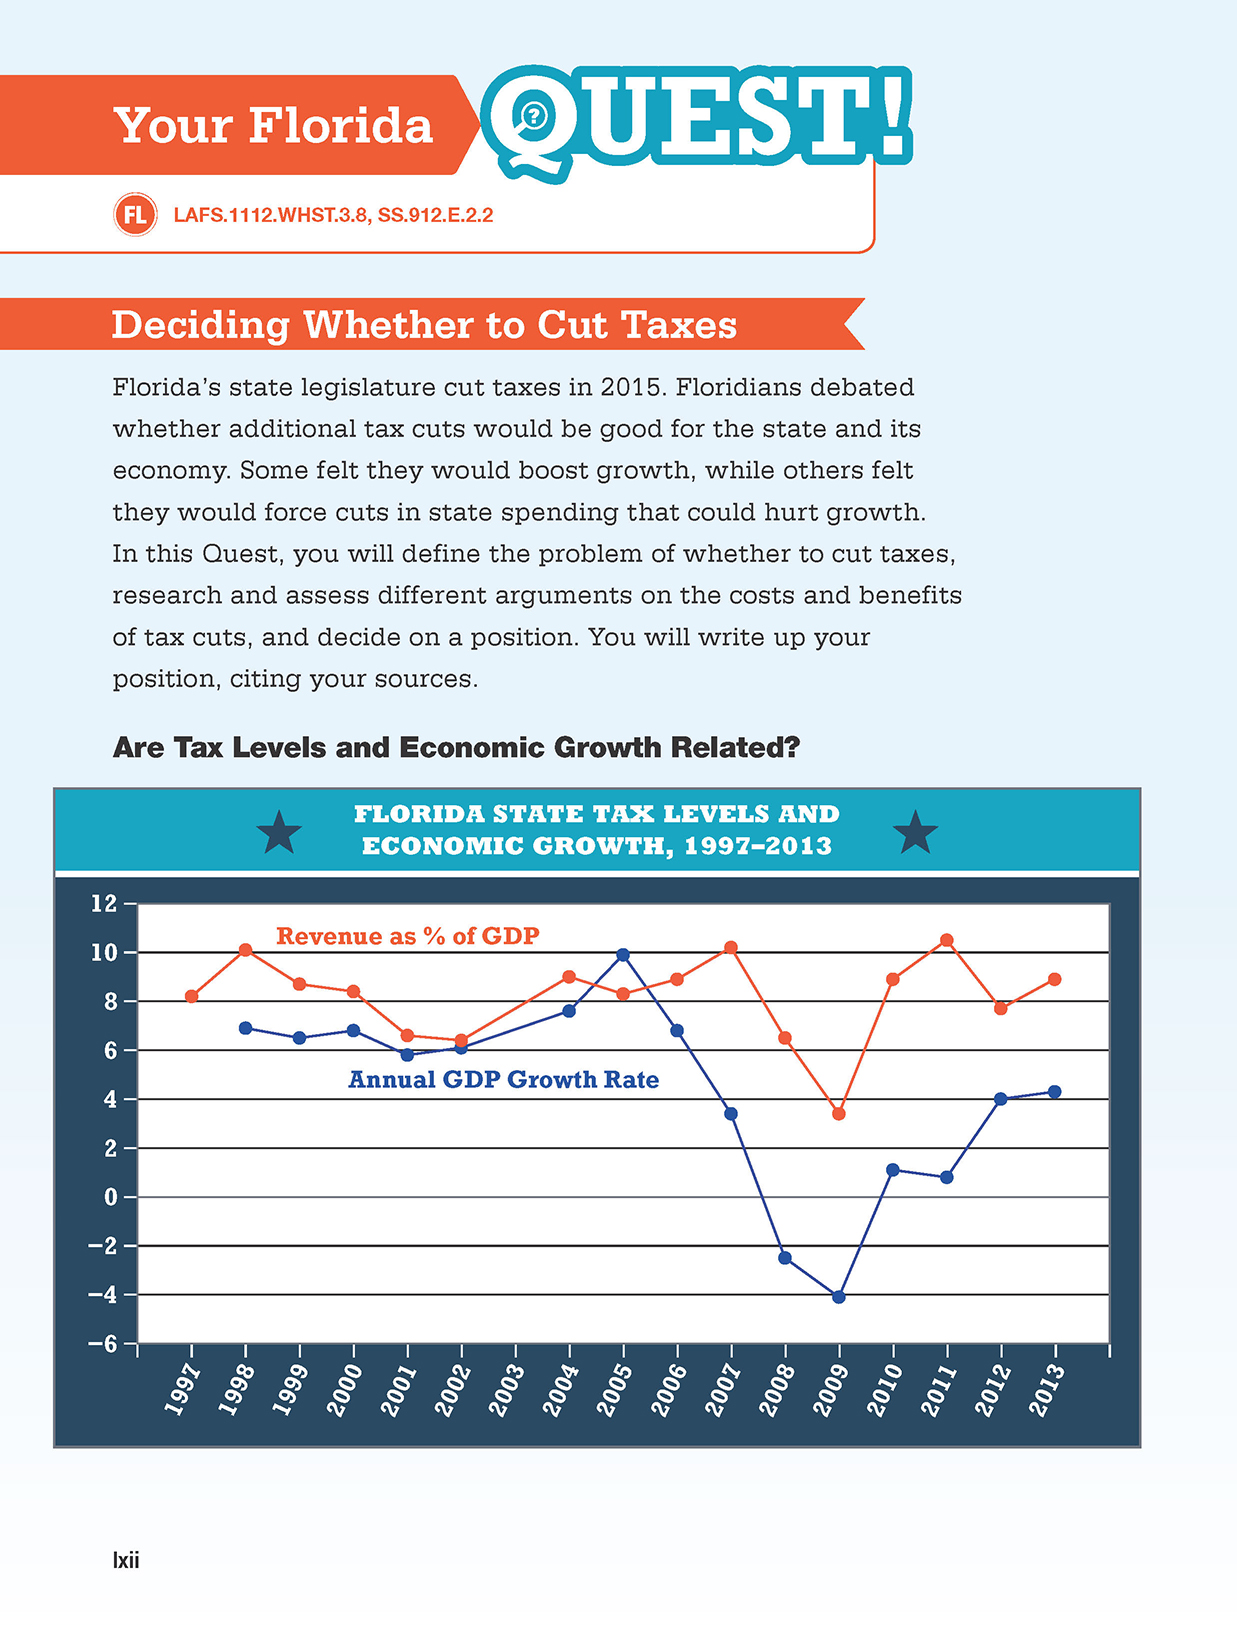 Your Florida QUEST!
?
FL LAFS.1112.WHST.3.8, SS.912.E.2.2
Deciding Whether to Cut Taxes
Florida's state legislature cut taxes in 2015. Floridians debated
whether additional tax cuts would be good for the state and its
economy. Some felt they would boost growth, while others felt
they would force cuts in state spending that could hurt growth.
In this Quest, you will define the problem of whether to cut taxes,
research and assess different arguments on the costs and benefits
of tax cuts, and decide on a position. You will write up your
position, citing your sources.
Are Tax Levels and Economic Growth Related?
FLORIDA STATE TAX LEVELS AND
ECONOMIC GROWTH, 1997–2013
12
Revenue as % of GDP
10
8
6
Annual GDP Growth Rate
4
2
0
−2
−4
−6
1997 1998 1999 2000 2001 2002 2003 2004 2005 2006 2007 2008 2009 2010 2011 2012 2013
lxii